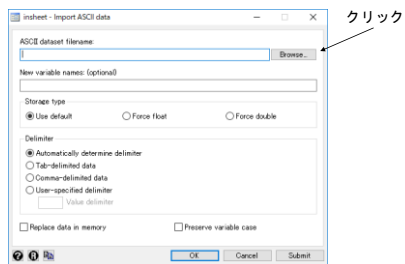 insheet - Import ASCII data
クリック
ASCII dataset filename:
Browse...
New variable names: (optional)
Storage type
Use default
Force float
Force double
Delimiter
Automatically determine delimiter
Tab-delimited data
Comma-delimited data
User-specified delimiter
Value delimiter
Replace data in memory
Preserve variable case
OK
Cancel
Submit